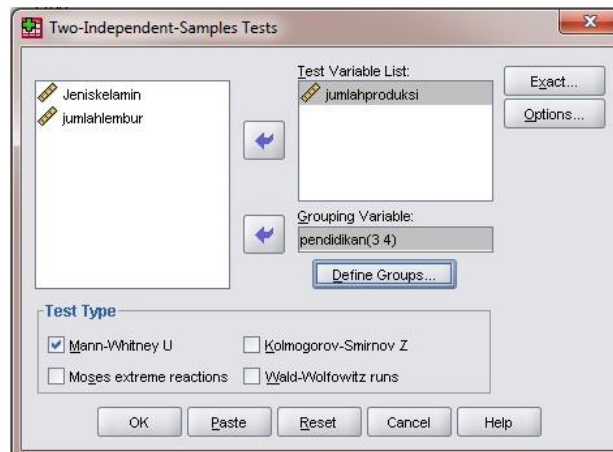 Two-Independent-Samples Tests
Jeniskelamin
jumlahlembur
Test Variable List:
jumlahproduksi
Grouping Variable:
pendidikan(3 4)
Define Groups...
Exact...
Options...
Test Type
Mann-Whitney U
Kolmogorov-Smirnov Z
Moses extreme reactions
Wald-Wolfowitz runs
OK
Paste
Reset
Cancel
Help